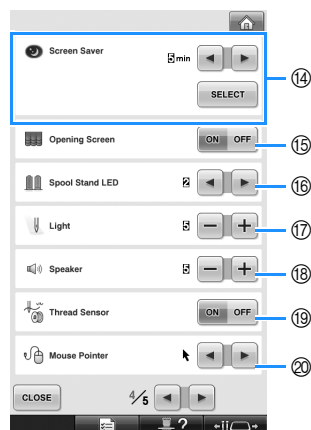 Screen Saver
5 min
SELECT
⑭
Opening Screen
ON OFF
⑮
Spool Stand LED
2
⑯
Light
5 − +
⑰
Speaker
5 − +
⑱
Thread Sensor
ON OFF
⑲
Mouse Pointer
⑳
CLOSE
4/5
?